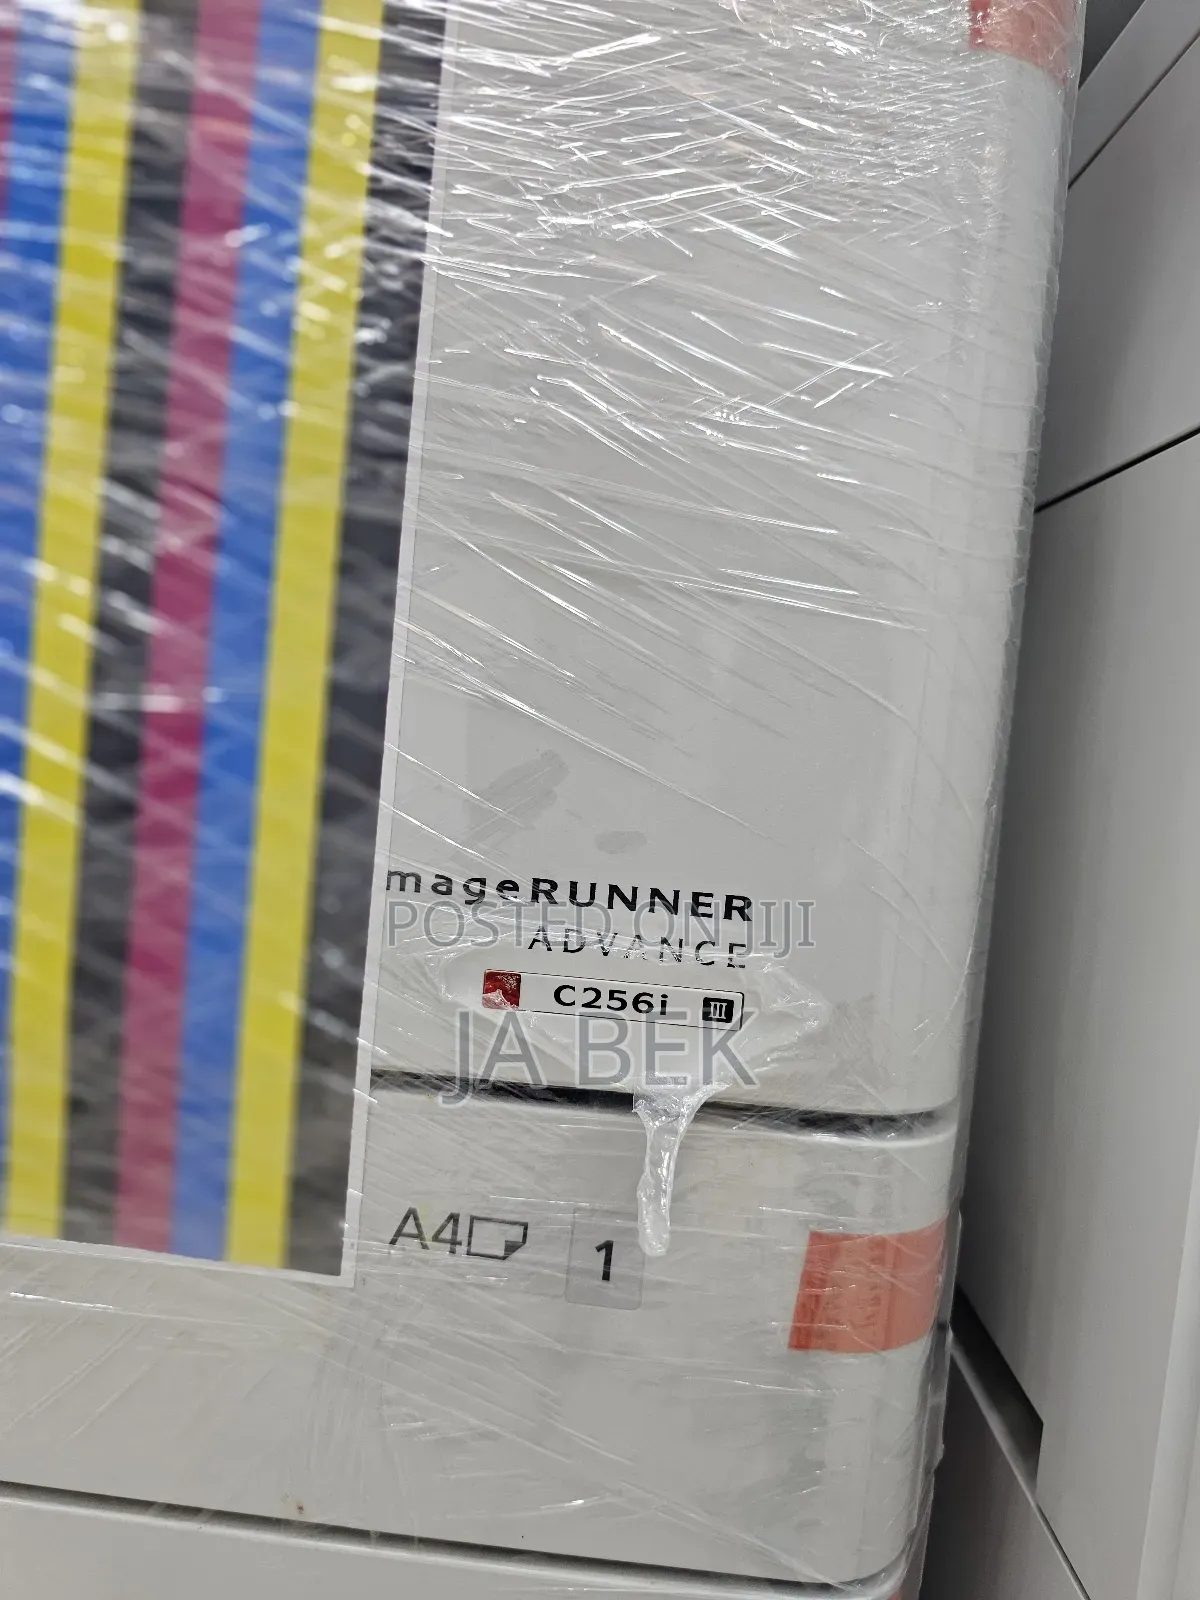 mageRUNNER
POSTED ON JIJI
ADVANCE
C256i III
JA BEK
A4 1